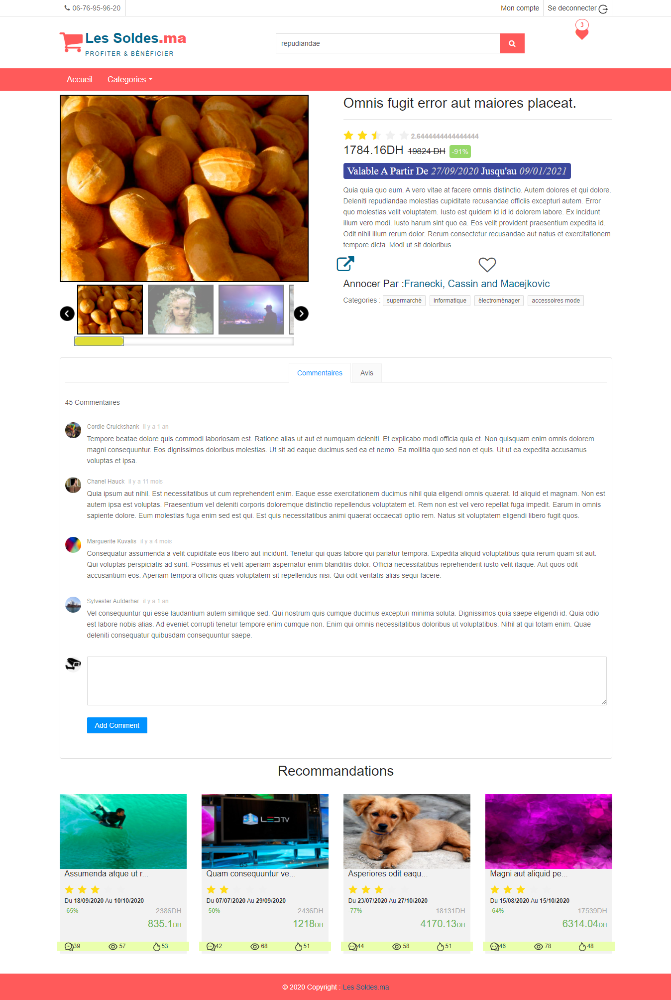 06-76-95-96-20
Mon compte
Se deconnecter
3
Les Soldes.ma
PROFITER & BÉNÉFICIER
repudiandae
Accueil
Categories
Omnis fugit error aut maiores placeat.
2.6444444444444444
1784.16DH 19824 DH -91%
Valable A Partir De 27/09/2020 Jusqu'au 09/01/2021
Quia quia quo eum. A vero vitae at facere omnis distinctio. Autem dolores et qui dolore.
Deleniti repudiandae molestias cupiditate recusandae officiis excepturi autem. Error
quo molestias velit voluptatem. Iusto est quidem id id id dolorem labore. Ex incidunt
illum vero modi. Iusto harum sint quo ea. Eos velit provident praesentium expedita id.
Odit nihil illum rerum dolor. Rerum consectetur recusandae aut natus et exercitationem
tempore dicta. Modi ut sit doloribus.
Annocer Par :Franecki, Cassin and Macejkovic
Categories : supermarché informatique électroménager accessoires mode
Commentaires
Avis
45 Commentaires
Cordie Cruickshank il y a 1 an
Tempore beatae dolore quis commodi laboriosam est. Ratione alias ut aut et numquam deleniti. Et explicabo modi officia quia et. Non quisquam enim omnis dolorem
magni consequuntur. Eos dignissimos doloribus molestias. Ut sit ad eaque ducimus sed ea et nemo. Ea mollitia quo sed non et quis. Ut ut ea expedita accusamus
voluptas et ipsa.
Chanel Hauck il y a 11 mois
Quia ipsum aut nihil. Est necessitatibus ut cum reprehenderit enim. Eaque esse exercitationem ducimus nihil quia eligendi omnis quaerat. Id aliquid et magnam. Non est
autem ipsa est voluptas. Praesentium vel deleniti corporis doloremque distinctio repellendus voluptatem et. Rem non est vel vero repellat fuga impedit. Earum in omnis
sapiente dolore. Eum molestias fuga enim sed est qui. Est quis necessitatibus animi quaerat occaecati optio rem. Natus sit voluptatem eligendi libero fugit quos.
Marguerite Kuvalis il y a 4 mois
Consequatur assumenda a velit cupiditate eos libero aut incidunt. Tenetur qui quas labore qui pariatur tempora. Expedita aliquid voluptatibus quia rerum quam sit aut.
Qui voluptas perspiciatis ad sunt. Possimus et velit aperiam aspernatur enim blanditiis dolor. Officia necessitatibus reprehenderit iusto velit itaque. Aut quos odit
accusantium eos. Aperiam tempora officiis quas voluptatem sit repellendus nisi. Qui odit veritatis alias sequi facere.
Sylvester Aufderhar il y a 1 an
Vel consequuntur qui esse laudantium autem similique sed. Qui nostrum quis cumque ducimus excepturi minima soluta. Dignissimos quia saepe eligendi id. Quia odio
est labore nobis alias. Ad eveniet corrupti tenetur tempore enim cumque non. Enim qui omnis necessitatibus doloribus ut voluptatibus. Nihil at qui totam enim. Quae
deleniti consequatur quibusdam consequuntur saepe.
Add Comment
Recommandations
Assumenda atque ut r...
Du 18/09/2020 Au 10/10/2020
-65% 2386DH
835.1DH
39 57 53
3D LEDTV
65
Quam consequuntur ve...
Du 07/07/2020 Au 29/09/2020
-50% 2436DH
1218DH
42 68 51
Asperiores odit eaqu...
Du 23/07/2020 Au 27/10/2020
-77% 18131DH
4170.13DH
44 58 51
Magni aut aliquid pe...
Du 15/08/2020 Au 15/10/2020
-64% 17539DH
6314.04DH
46 78 48
© 2020 Copyright : Les Soldes.ma